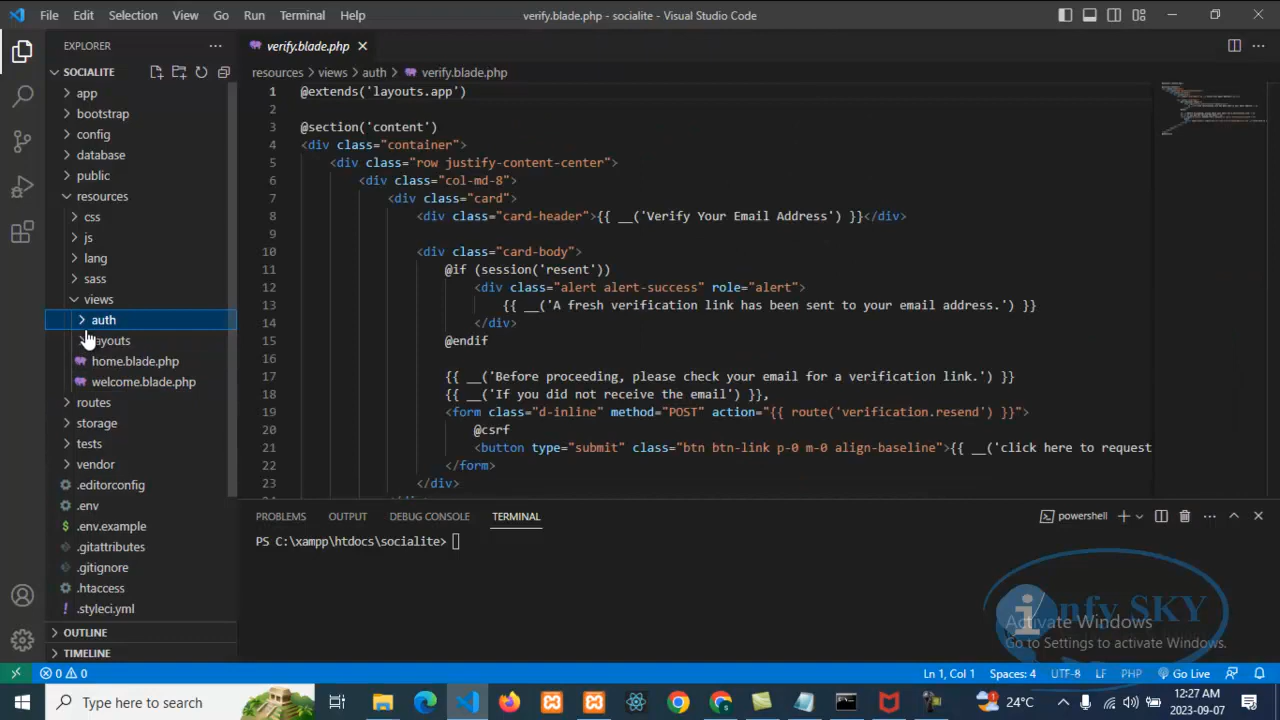 File Edit Selection View Go Run Terminal Help verify.blade.php - socialite - Visual Studio Code
EXPLORER
verify.blade.php
SOCIALITE
resources > views > auth > verify.blade.php
app
bootstrap
config
database
public
resources
css
js
lang
sass
views
auth
layouts
home.blade.php
welcome.blade.php
routes
storage
tests
vendor
.editorconfig
.env
.env.example
.gitattributes
.gitignore
.htaccess
.styleci.yml
OUTLINE
TIMELINE
1 @extends('layouts.app')
2
3 @section('content')
4 <div class="container">
5 <div class="row justify-content-center">
6 <div class="col-md-8">
7 <div class="card">
8 <div class="card-header">{{ __('Verify Your Email Address') }}</div>
9
10 <div class="card-body">
11 @if (session('resent'))
12 <div class="alert alert-success" role="alert">
13 {{ __('A fresh verification link has been sent to your email address.') }}
14 </div>
15 @endif
16
17 {{ __('Before proceeding, please check your email for a verification link.') }}
18 {{ __('If you did not receive the email') }},
19 <form class="d-inline" method="POST" action="{{ route('verification.resend') }}">
20 @csrf
21 <button type="submit" class="btn btn-link p-0 m-0 align-baseline">{{ __('click here to request
22 </form>
23 </div>
PROBLEMS OUTPUT DEBUG CONSOLE TERMINAL
powershell
PS C:\xampp\htdocs\socialite>
infy SKY
Activate Windows
Go to Settings to activate Windows.
0 0 Ln 1, Col 1 Spaces: 4 UTF-8 LF PHP Go Live
Type here to search
24°C
12:27 AM
2023-09-07